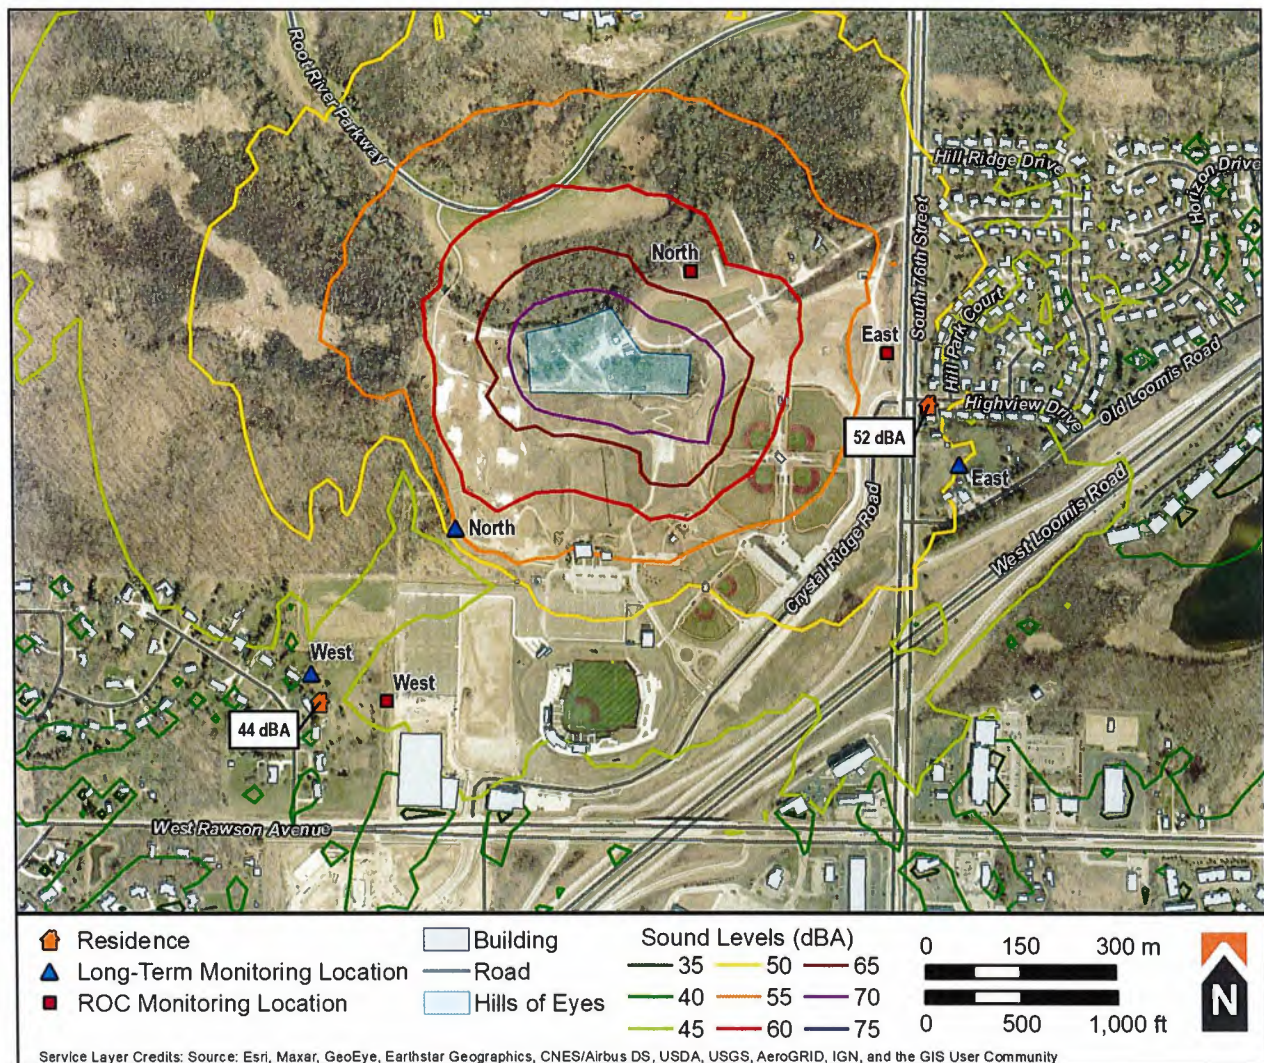 Root River Parkway
Hill Ridge Drive
Horizon Drive
South 76th Street
North
Hill Park Court
East
Highview Drive
Old Loomis Road
52 dBA
East
North
West Loomis Road
Crystal Ridge Road
West
West
44 dBA
West Rawson Avenue
Residence
Long-Term Monitoring Location
ROC Monitoring Location
Building
Road
Hills of Eyes
Sound Levels (dBA)
35 50 65
40 55 70
45 60 75
0 150 300 m
0 500 1,000 ft
N
Service Layer Credits: Source: Esri, Maxar, GeoEye, Earthstar Geographics, CNES/Airbus DS, USDA, USGS, AeroGRID, IGN, and the GIS User Community